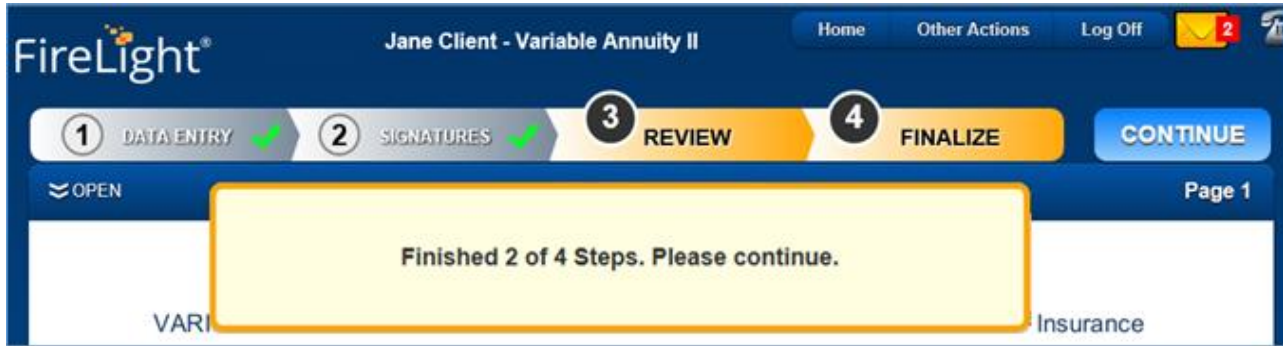 FireLight®
Jane Client - Variable Annuity II
Home Other Actions Log Off 2
1 DATA ENTRY 2 SIGNATURES 3 REVIEW 4 FINALIZE CONTINUE
OPEN Page 1
Finished 2 of 4 Steps. Please continue.
VARI Insurance